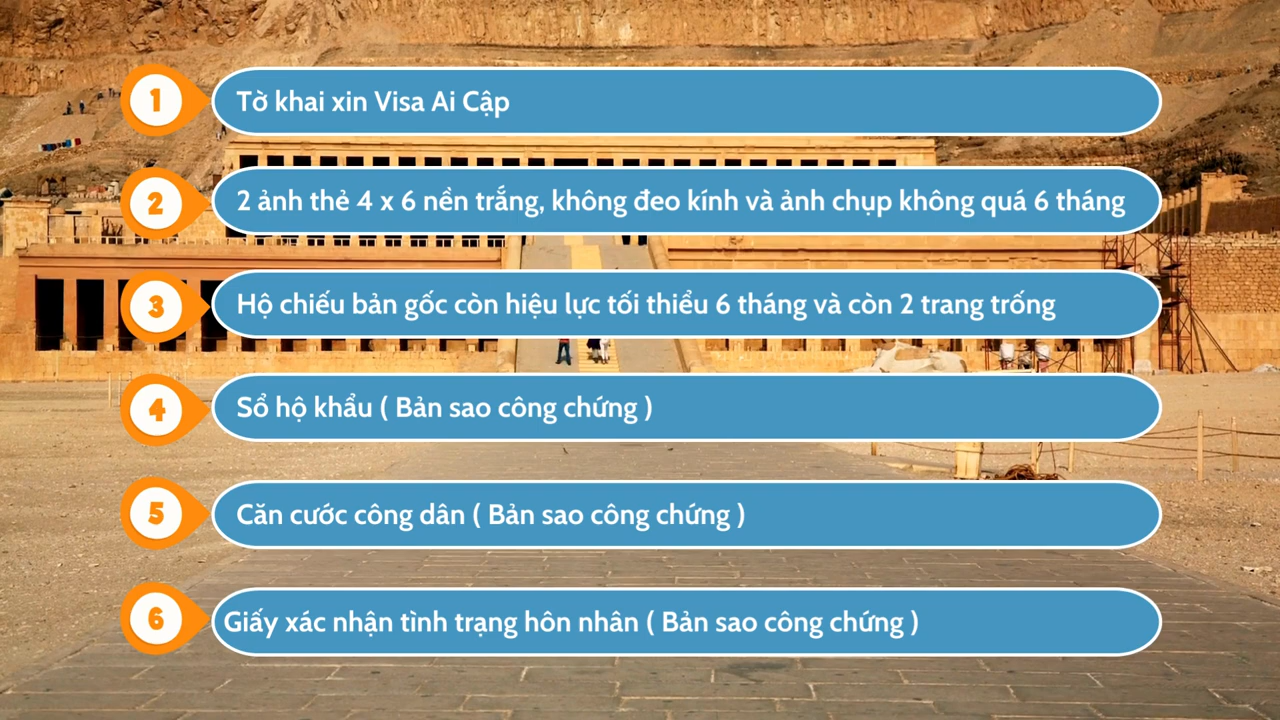 1
Tờ khai xin Visa Ai Cập
2
2 ảnh thẻ 4 x 6 nền trắng, không đeo kính và ảnh chụp không quá 6 tháng
3
Hộ chiếu bản gốc còn hiệu lực tối thiểu 6 tháng và còn 2 trang trống
4
Sổ hộ khẩu ( Bản sao công chứng )
5
Căn cước công dân ( Bản sao công chứng )
6
Giấy xác nhận tình trạng hôn nhân ( Bản sao công chứng )